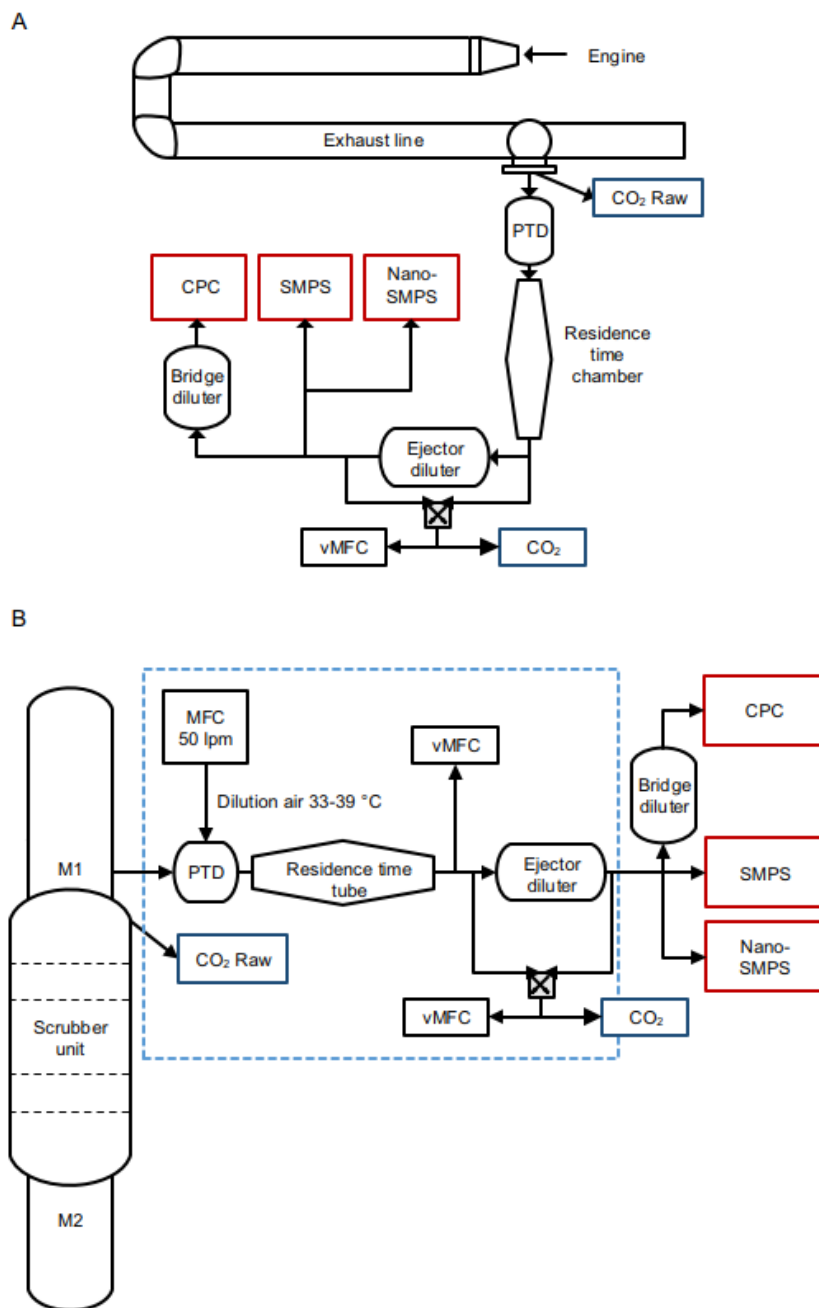 A
Engine
Exhaust line
CO₂ Raw
PTD
CPC
SMPS
Nano-
SMPS
Residence
time
chamber
Bridge
diluter
Ejector
diluter
vMFC
CO₂
B
MFC
50 lpm
vMFC
CPC
Dilution air 33-39 °C
Bridge
diluter
M1
PTD
Residence time
tube
Ejector
diluter
SMPS
CO₂ Raw
Nano-
SMPS
vMFC
CO₂
Scrubber
unit
M2